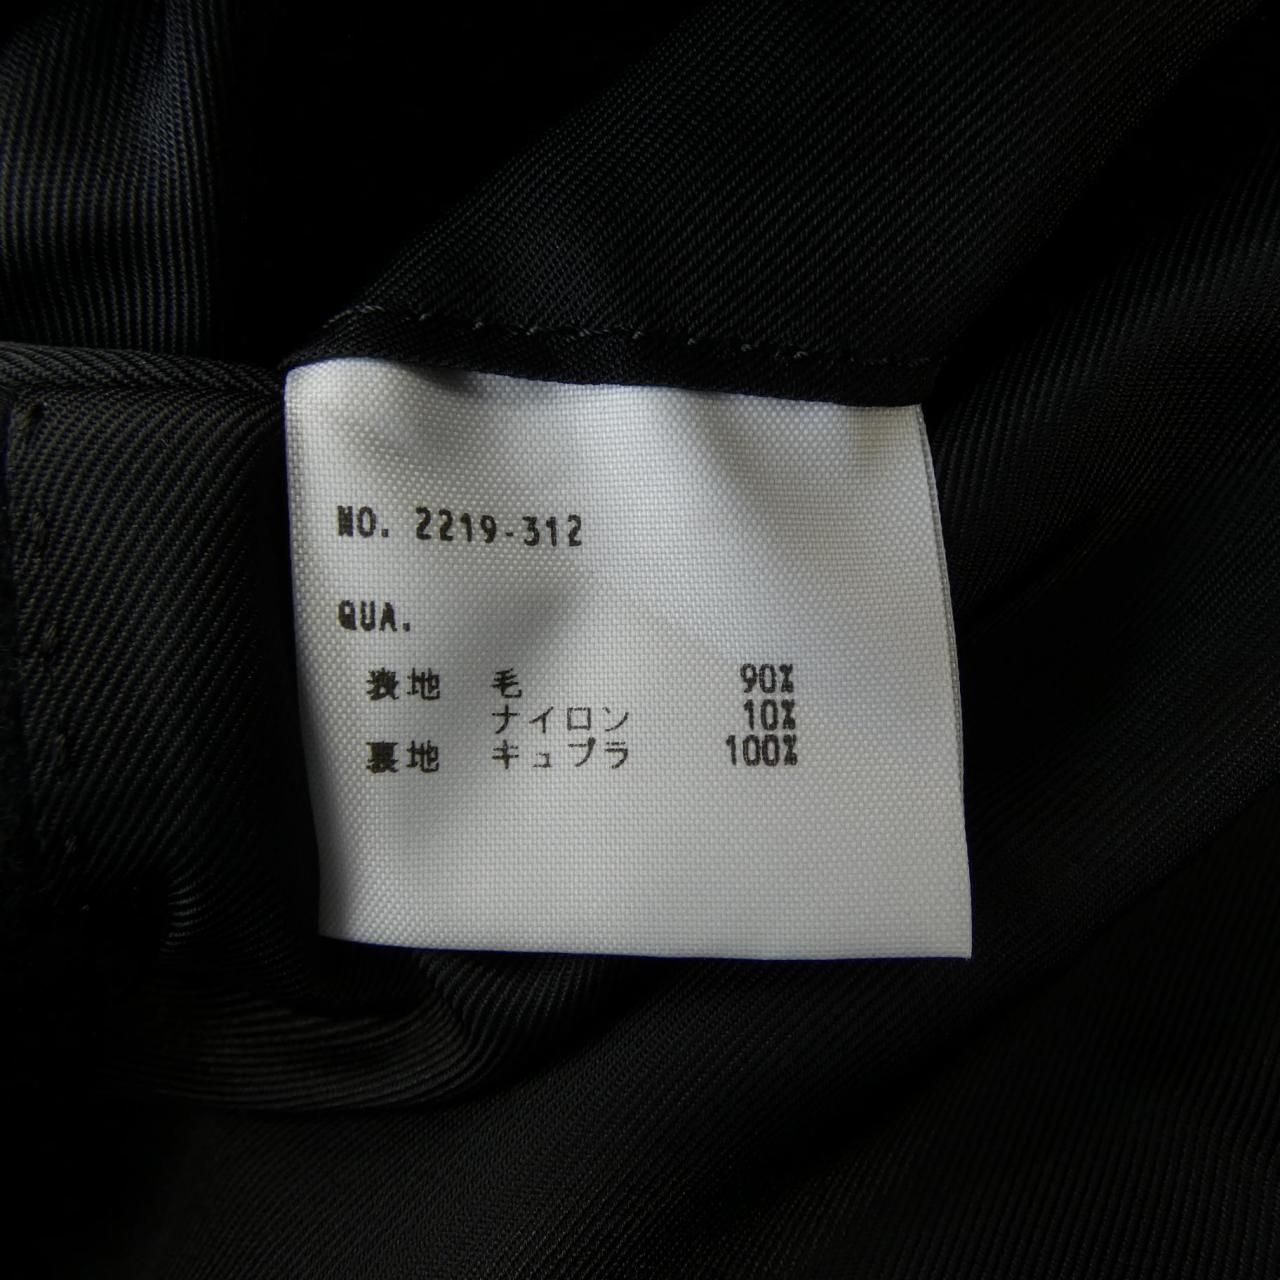 NO. 2219-312
QUA.
表地 毛 90%
ナイロン 10%
裏地 キュプラ 100%